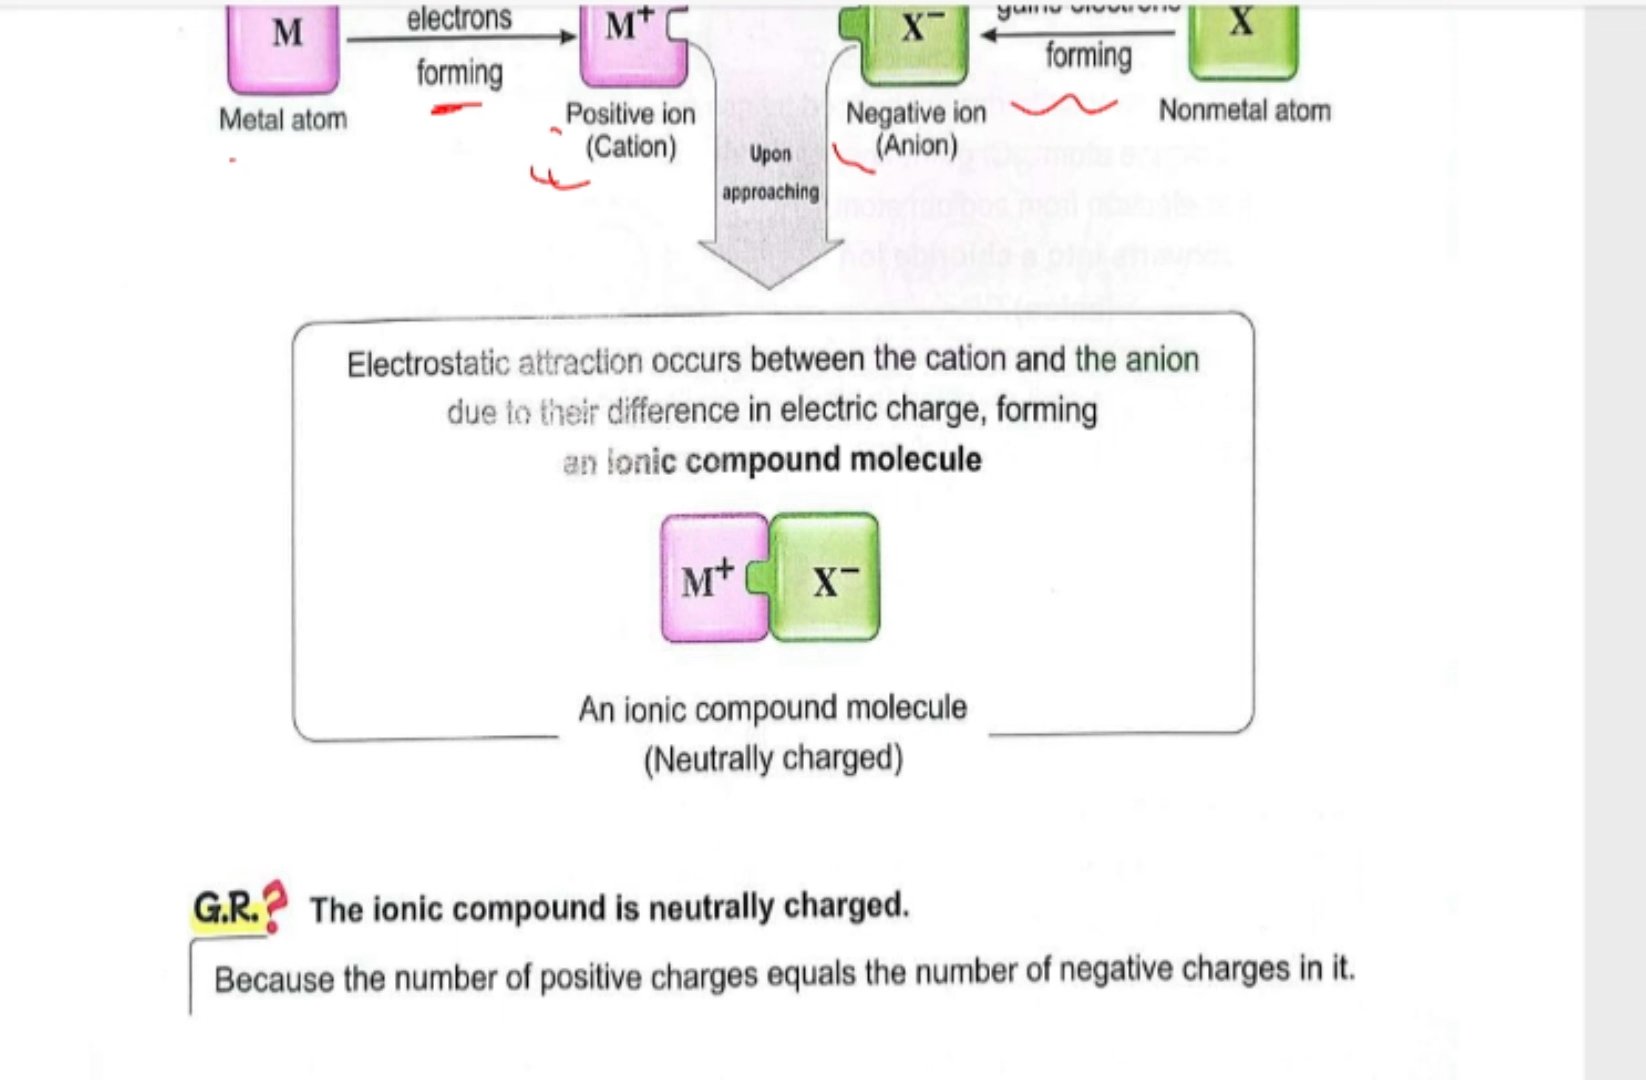 M
electrons
forming
Metal atom
M⁺
Positive ion
(Cation)
Upon
approaching
X⁻
Negative ion
(Anion)
forming
X
Nonmetal atom
Electrostatic attraction occurs between the cation and the anion
due to their difference in electric charge, forming
an ionic compound molecule
M⁺ X⁻
An ionic compound molecule
(Neutrally charged)
G.R.? The ionic compound is neutrally charged.
Because the number of positive charges equals the number of negative charges in it.